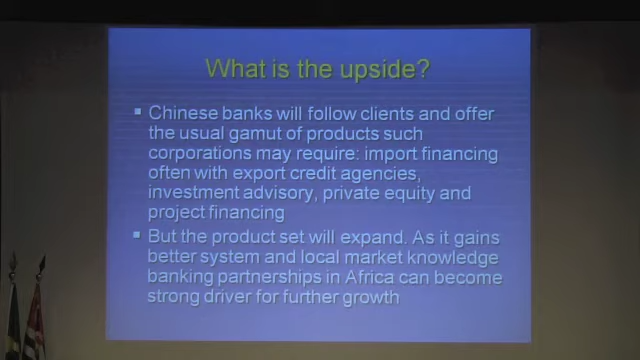 What is the upside?
Chinese banks will follow clients and offer
the usual gamut of products such
corporations may require: import financing
often with export credit agencies,
investment advisory, private equity and
project financing
But the product set will expand. As it gains
better system and local market knowledge
banking partnerships in Africa can become
strong driver for further growth